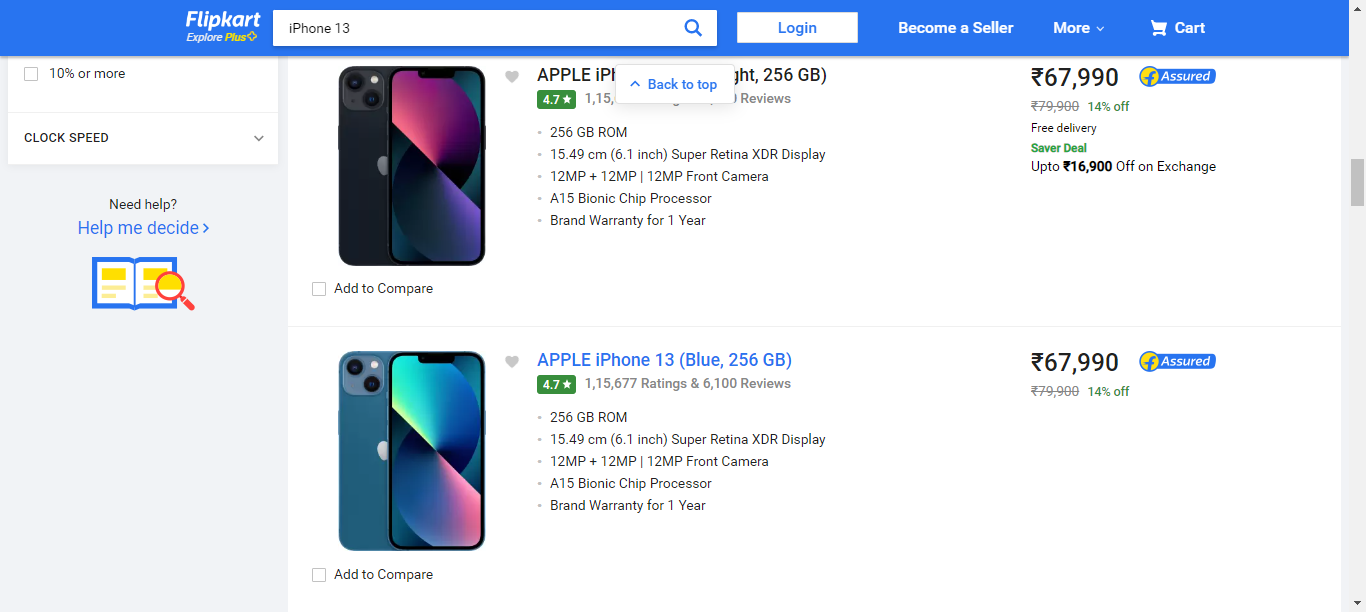 Flipkart
Explore Plus
iPhone 13
Login
Become a Seller
More
Cart
10% or more
CLOCK SPEED
Need help?
Help me decide
Back to top
APPLE iPh ght, 256 GB)
4.7
1,15, Reviews
256 GB ROM
15.49 cm (6.1 inch) Super Retina XDR Display
12MP + 12MP | 12MP Front Camera
A15 Bionic Chip Processor
Brand Warranty for 1 Year
Add to Compare
₹67,990
f Assured
₹79,900 14% off
Free delivery
Saver Deal
Upto ₹16,900 Off on Exchange
APPLE iPhone 13 (Blue, 256 GB)
4.7
1,15,677 Ratings & 6,100 Reviews
256 GB ROM
15.49 cm (6.1 inch) Super Retina XDR Display
12MP + 12MP | 12MP Front Camera
A15 Bionic Chip Processor
Brand Warranty for 1 Year
Add to Compare
₹67,990
f Assured
₹79,900 14% off